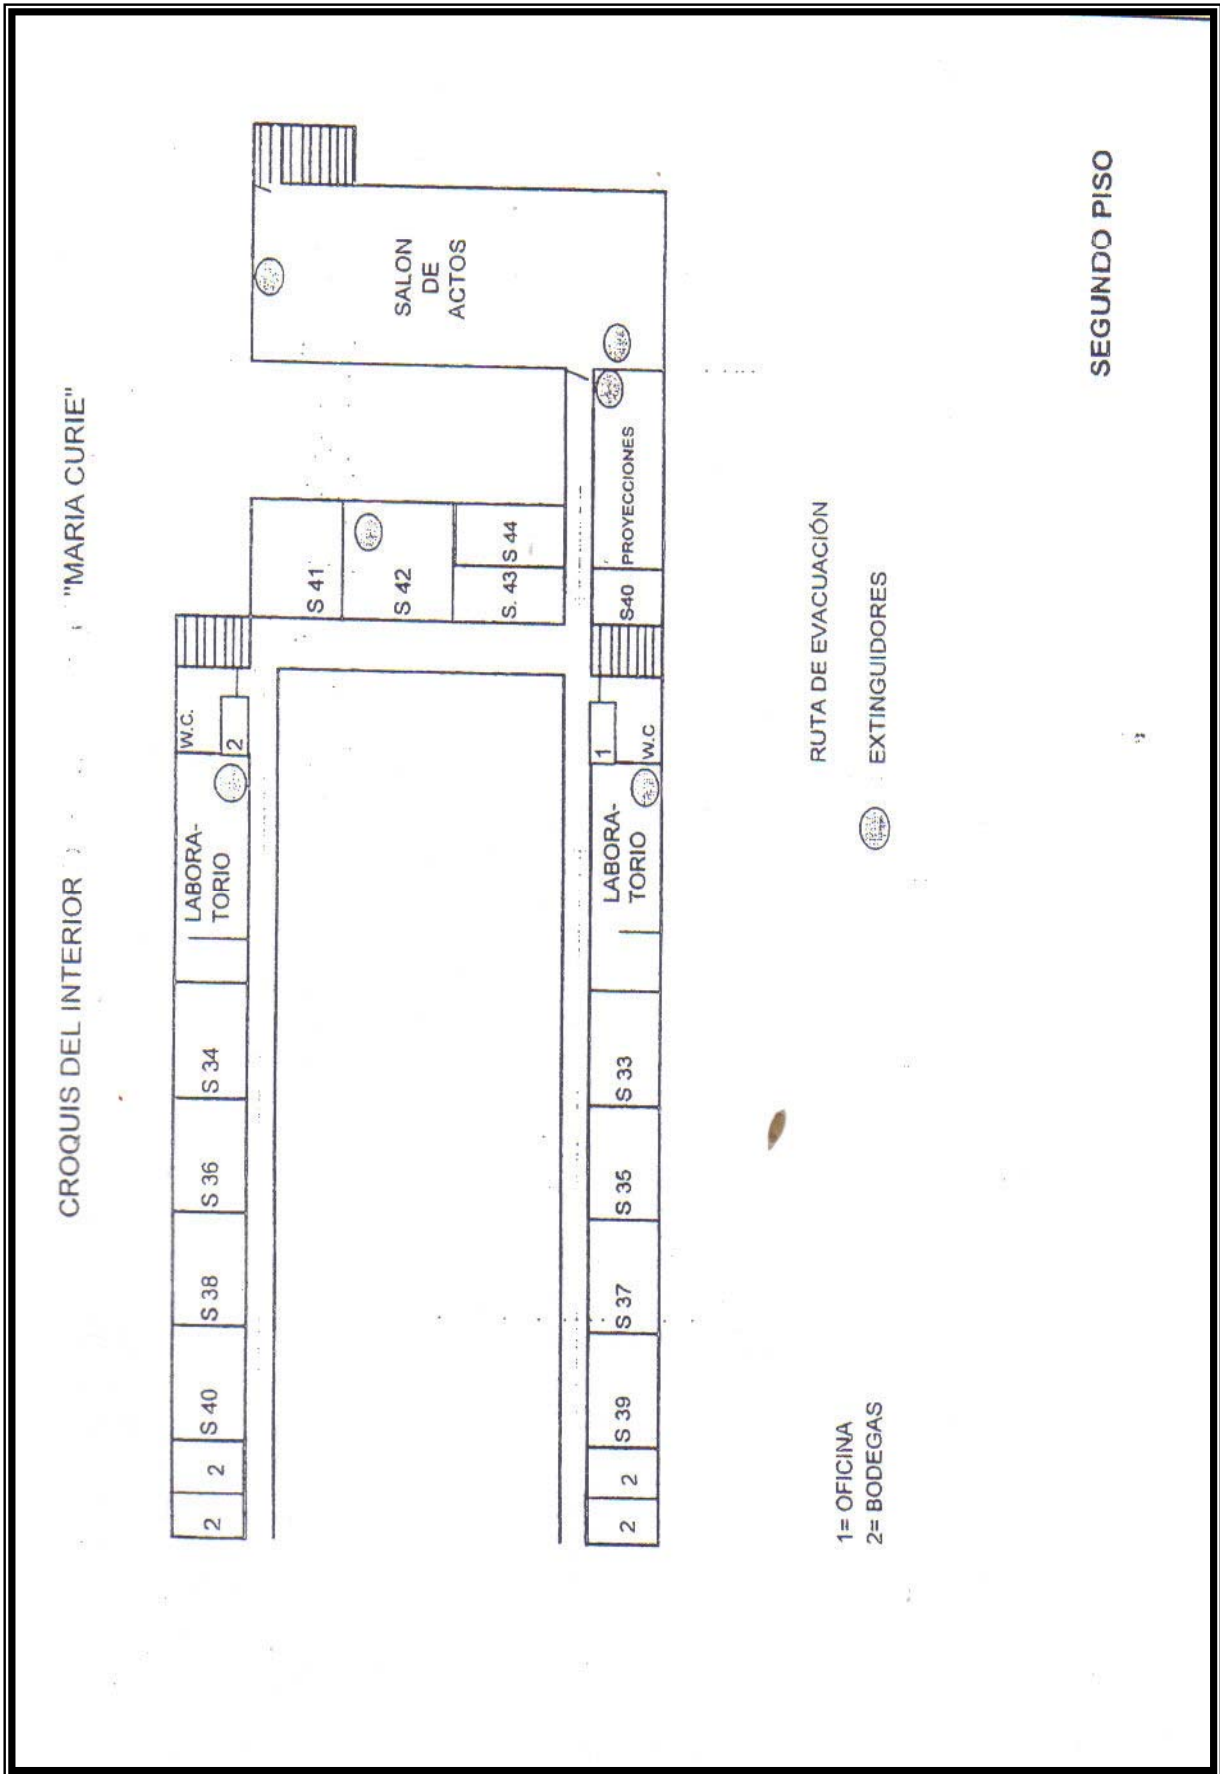 CROQUIS DEL INTERIOR "MARIA CURIE"
2
2
S 40
S 38
S 36
S 34
LABORA-
TORIO
W.C.
2
S 41
S 42
S. 43
S 44
SALON
DE
ACTOS
2
2
S 39
S 37
S 35
S 33
LABORA-
TORIO
1
W.C
S40
PROYECCIONES
RUTA DE EVACUACIÓN
EXTINGUIDORES
1= OFICINA
2= BODEGAS
SEGUNDO PISO